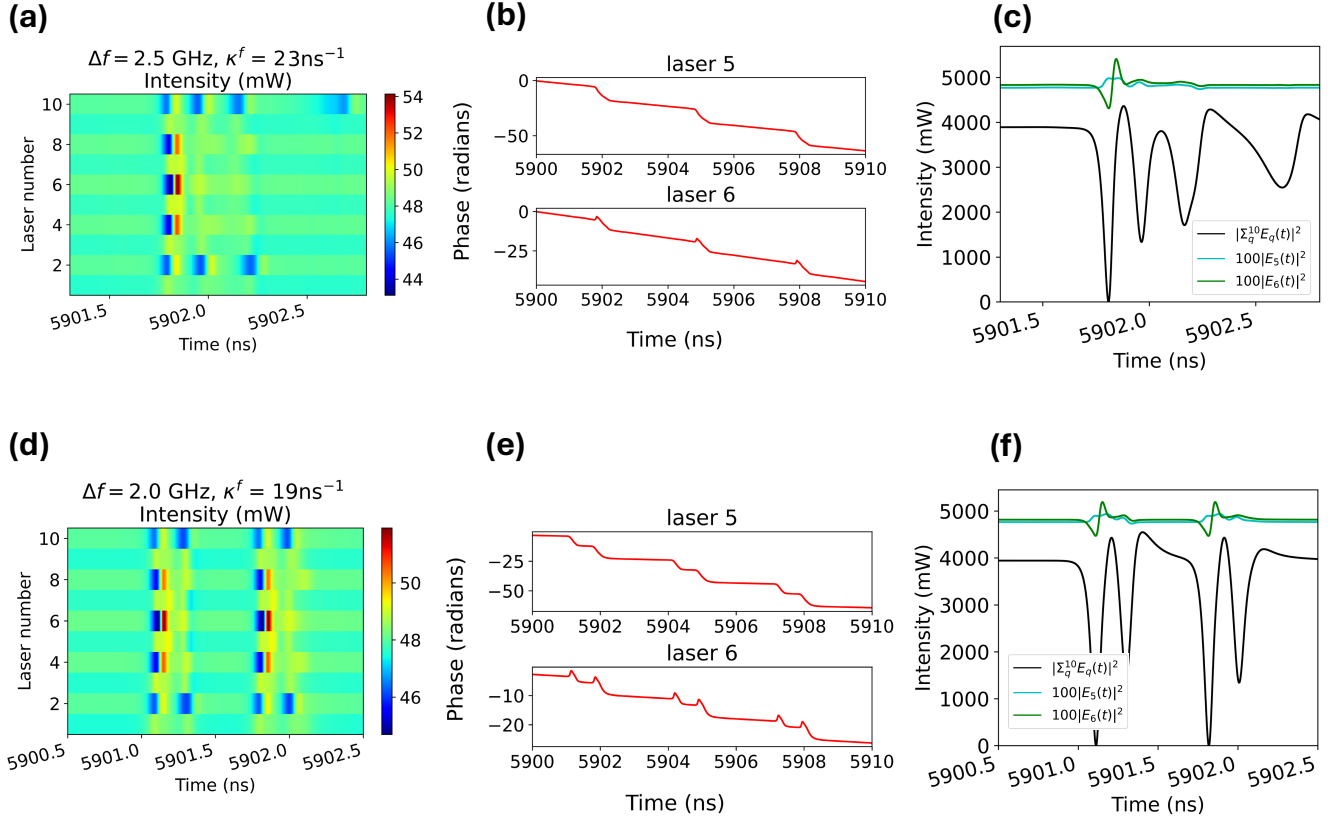 (a)
Δf = 2.5 GHz, κ^f = 23ns⁻¹
Intensity (mW)
10
8
6
4
2
Laser number
5901.5
5902.0
5902.5
Time (ns)
54
52
50
48
46
44
(b)
laser 5
0
−50
5900
5902
5904
5906
5908
5910
laser 6
0
−25
5900
5902
5904
5906
5908
5910
Phase (radians)
Time (ns)
(c)
5000
4000
3000
2000
1000
0
Intensity (mW)
|Σ_q^10 E_q(t)|²
100|E₅(t)|²
100|E₆(t)|²
5901.5
5902.0
5902.5
Time (ns)
(d)
Δf = 2.0 GHz, κ^f = 19ns⁻¹
Intensity (mW)
10
8
6
4
2
Laser number
5900.5
5901.0
5901.5
5902.0
5902.5
Time (ns)
50
48
46
(e)
laser 5
−25
−50
5900
5902
5904
5906
5908
5910
laser 6
−10
−20
5900
5902
5904
5906
5908
5910
Phase (radians)
Time (ns)
(f)
5000
4000
3000
2000
1000
0
Intensity (mW)
|Σ_q^10 E_q(t)|²
100|E₅(t)|²
100|E₆(t)|²
5900.5
5901.0
5901.5
5902.0
5902.5
Time (ns)